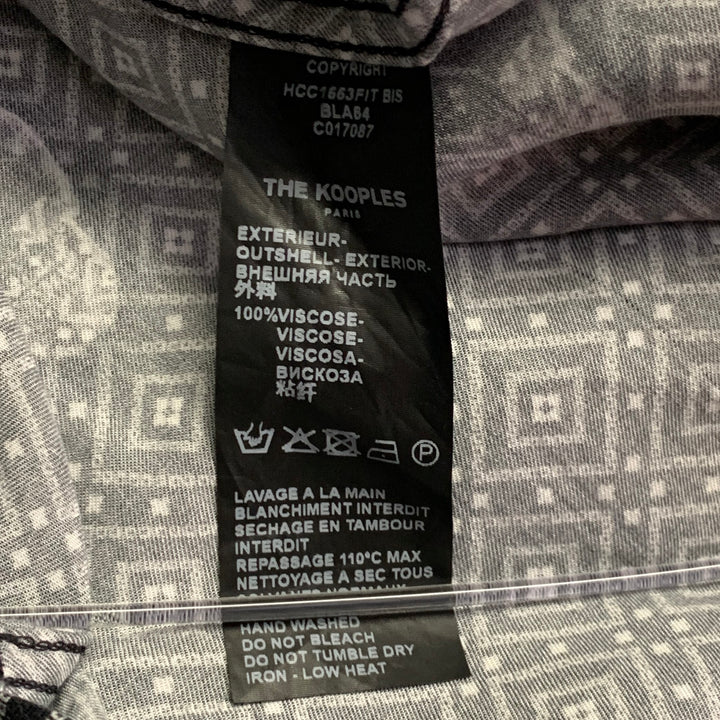 COPYRIGHT
HCC1663FIT BIS
BLA84
C017087
THE KOOPLES
PARIS
EXTERIEUR-
OUTSHELL- EXTERIOR-
ВНЕШНЯЯ ЧАСТЬ
外料
100%VISCOSE-
VISCOSE-
VISCOSA-
ВИСКОЗА
粘纤
P
LAVAGE A LA MAIN
BLANCHIMENT INTERDIT
SECHAGE EN TAMBOUR
INTERDIT
REPASSAGE 110°C MAX
NETTOYAGE A SEC TOUS
HAND WASHED
DO NOT BLEACH
DO NOT TUMBLE DRY
IRON - LOW HEAT